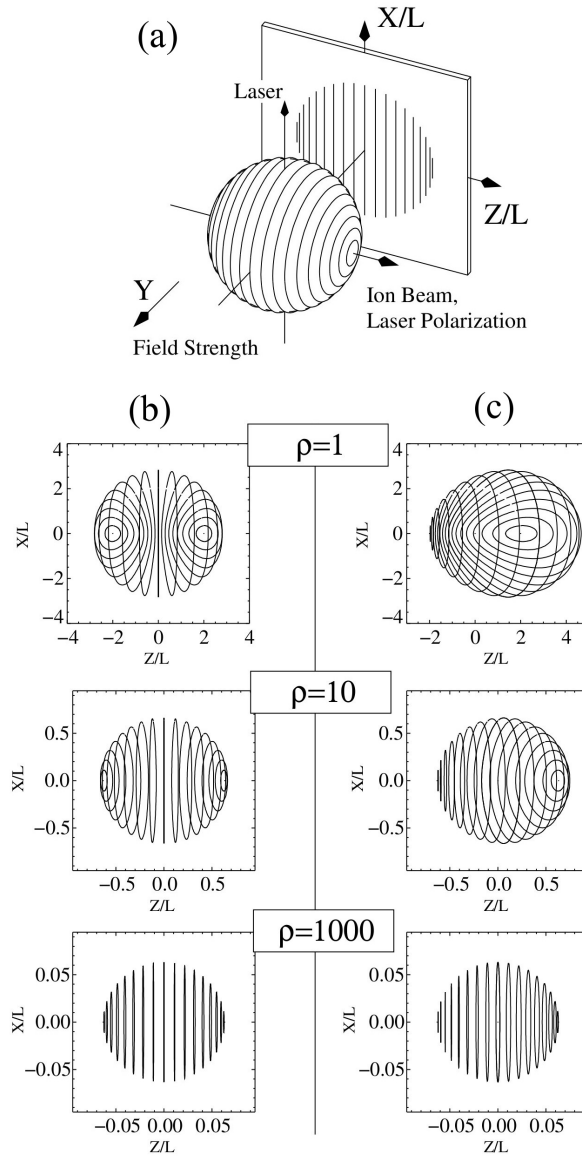 (a)
X/L
Laser
Z/L
Ion Beam,
Laser Polarization
Y
Field Strength
(b)
(c)
ρ=1
4
2
0
−2
−4
X/L
−4
−2
0
2
4
Z/L
4
2
0
−2
−4
X/L
−2
0
2
4
Z/L
ρ=10
0.5
0.0
−0.5
X/L
−0.5
0.0
0.5
Z/L
0.5
0.0
−0.5
X/L
−0.5
0.0
0.5
Z/L
ρ=1000
0.05
0.00
−0.05
X/L
−0.05
0.00
0.05
Z/L
0.05
0.00
−0.05
X/L
−0.05
0.00
0.05
Z/L